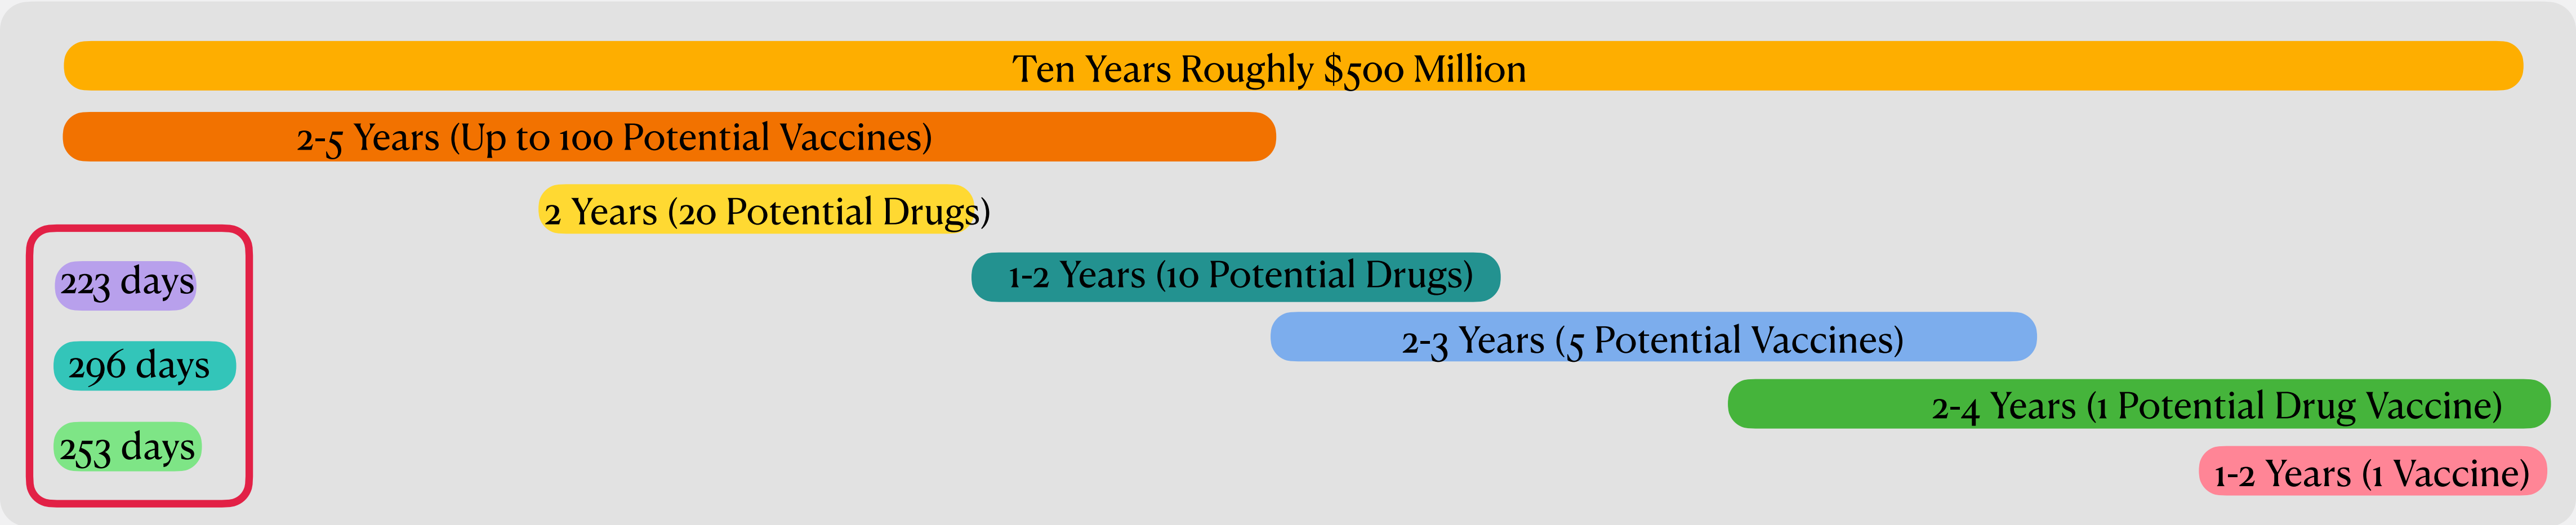 Ten Years Roughly $500 Million
2-5 Years (Up to 100 Potential Vaccines)
2 Years (20 Potential Drugs)
223 days
1-2 Years (10 Potential Drugs)
2-3 Years (5 Potential Vaccines)
296 days
2-4 Years (1 Potential Drug Vaccine)
253 days
1-2 Years (1 Vaccine)